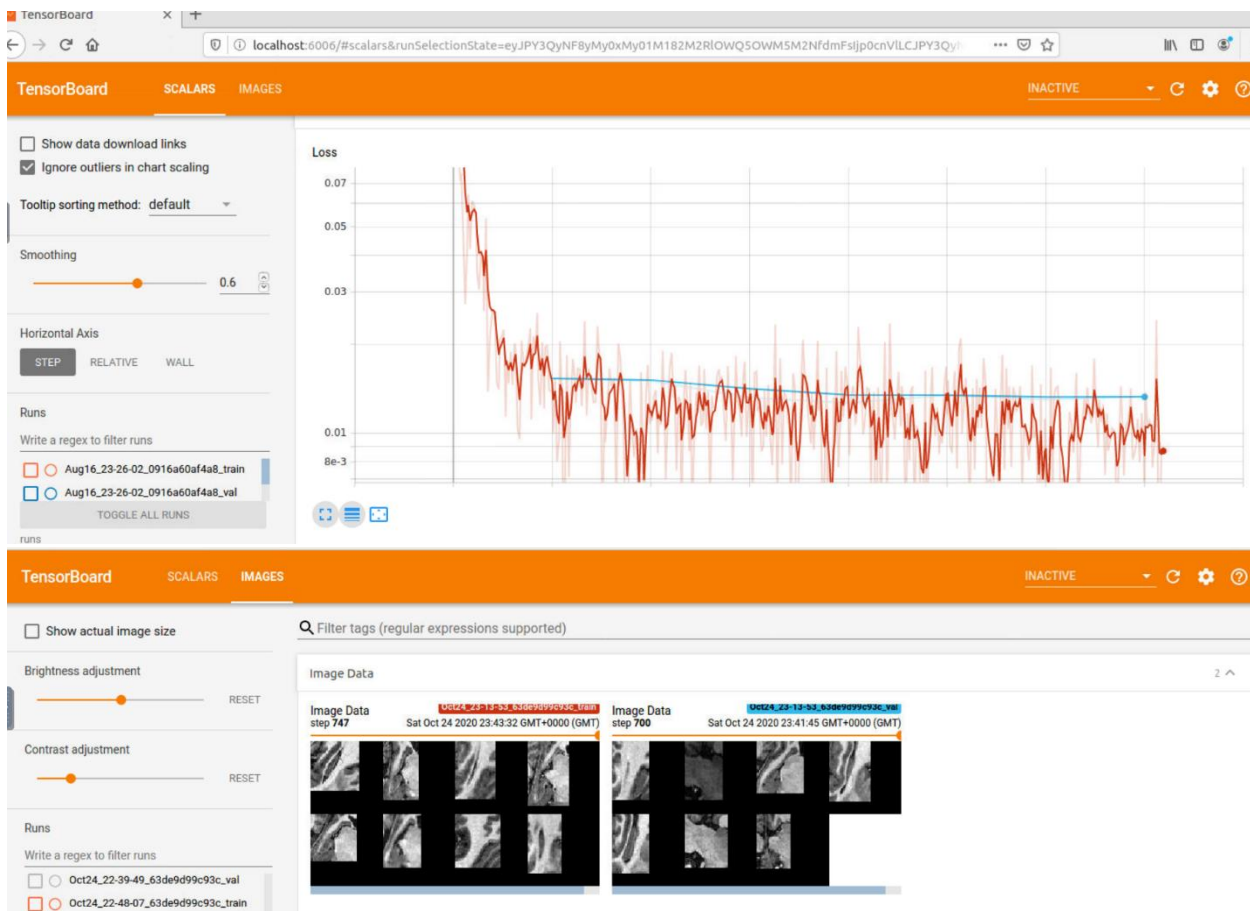 TensorBoard
localhost:6006/#scalars&runSelectionState=
TensorBoard SCALARS IMAGES INACTIVE
Show data download links
Ignore outliers in chart scaling
Tooltip sorting method: default
Smoothing
0.6
Horizontal Axis
STEP RELATIVE WALL
Runs
Write a regex to filter runs
Aug16_23-26-02_0916a60af4a8_train
Aug16_23-26-02_0916a60af4a8_val
TOGGLE ALL RUNS
runs
Loss
0.07
0.05
0.03
0.01
8e-3
TensorBoard SCALARS IMAGES INACTIVE
Show actual image size
Brightness adjustment
RESET
Contrast adjustment
RESET
Runs
Write a regex to filter runs
Oct24_22-39-49_63de9d99c93c_val
Oct24_22-48-07_63de9d99c93c_train
Filter tags (regular expressions supported)
Image Data 2
Image Data Oct24_23-13-53_63de9d99c93c_train
step 747 Sat Oct 24 2020 23:43:32 GMT+0000 (GMT)
Image Data Oct24_23-13-53_63de9d99c93c_val
step 700 Sat Oct 24 2020 23:41:45 GMT+0000 (GMT)